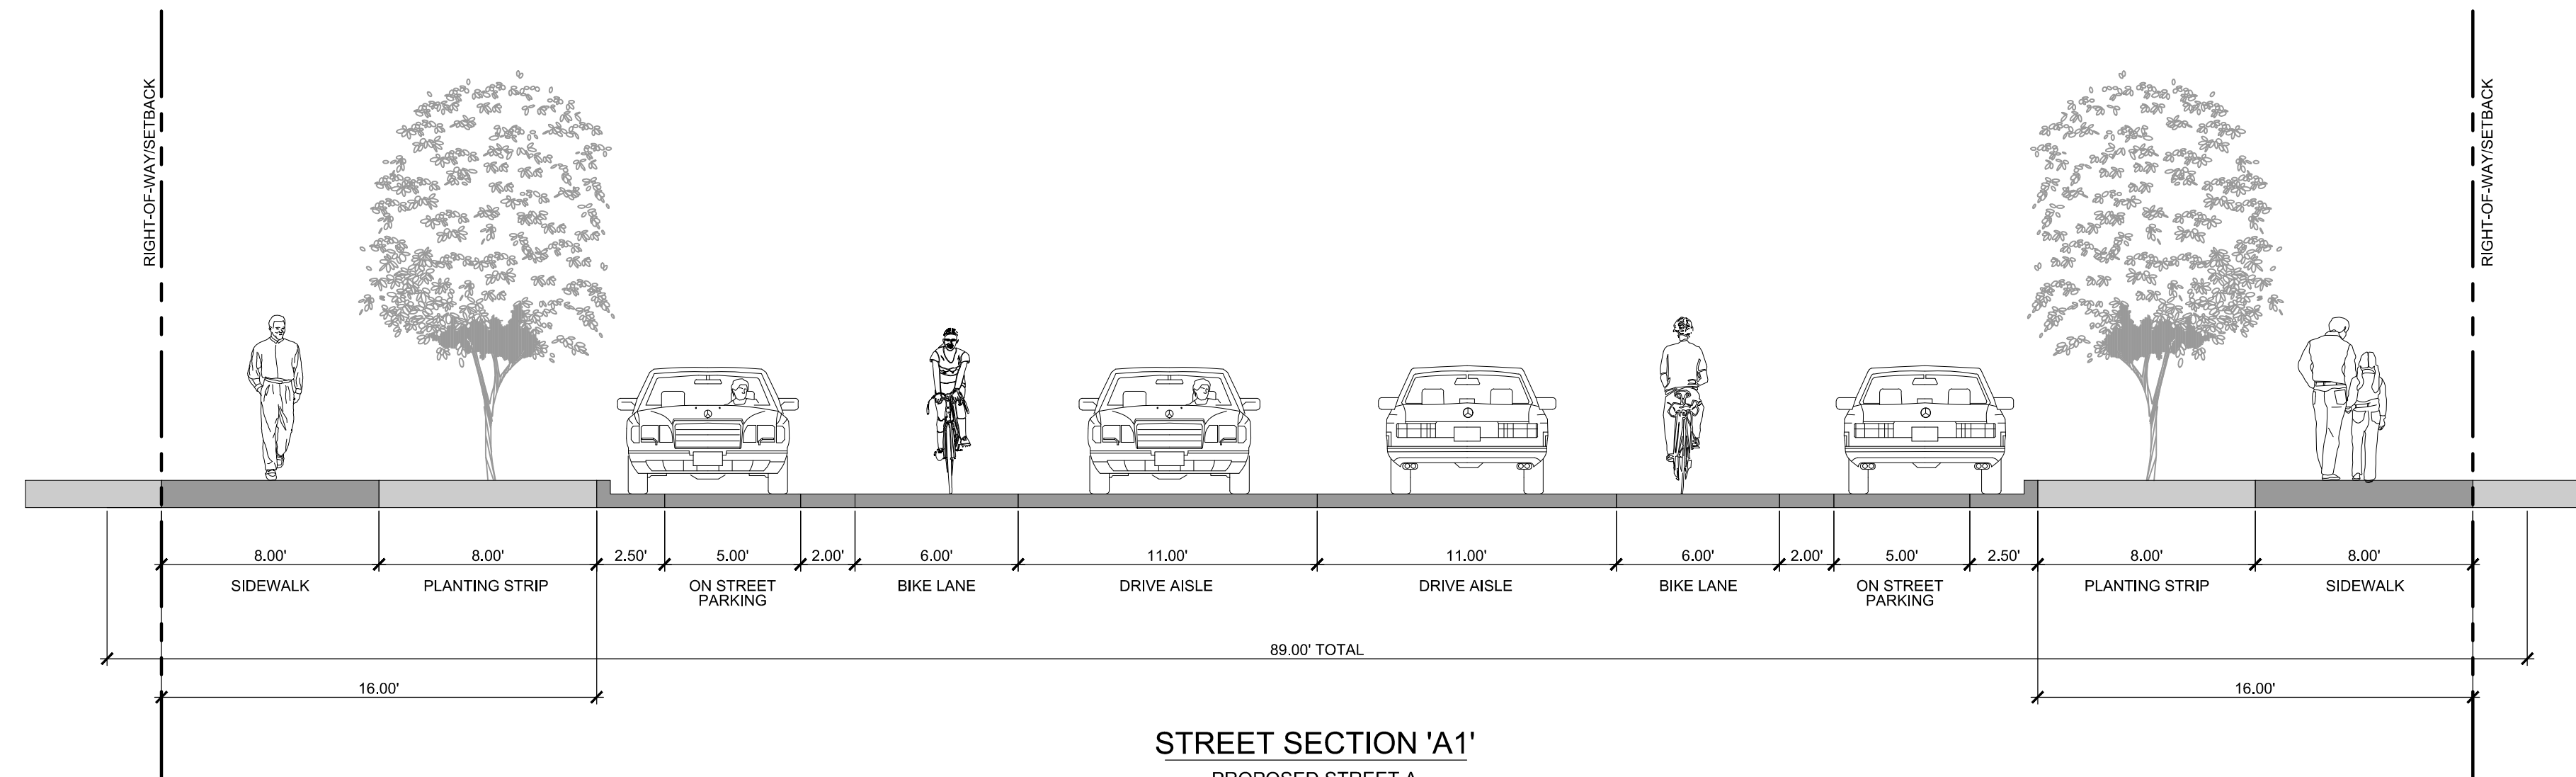 RIGHT-OF-WAY/SETBACK
RIGHT-OF-WAY/SETBACK
8.00' 8.00' 2.50' 5.00' 2.00' 6.00' 11.00' 11.00' 6.00' 2.00' 5.00' 2.50' 8.00' 8.00'
SIDEWALK PLANTING STRIP ON STREET BIKE LANE DRIVE AISLE DRIVE AISLE BIKE LANE ON STREET PLANTING STRIP SIDEWALK
PARKING PARKING
89.00' TOTAL
16.00' 16.00'
STREET SECTION 'A1'
PROPOSED STREET A